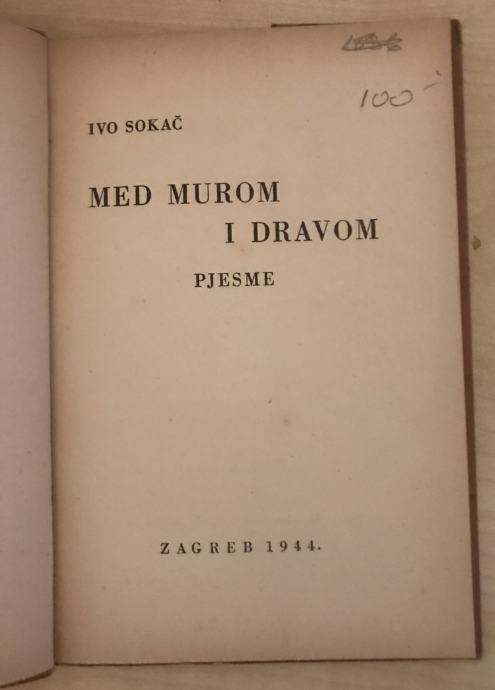 100-
IVO SOKAČ
MED MUROM
I DRAVOM
PJESME
ZAGREB 1944.